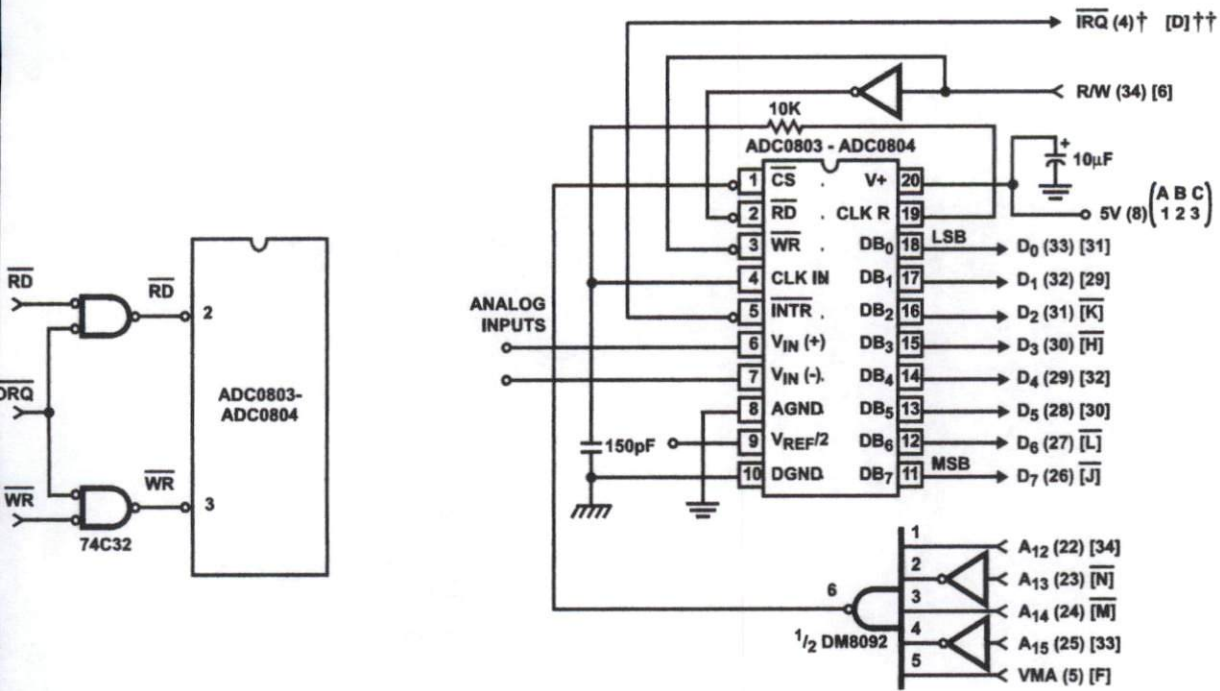 RD
RD
WR
WR
74C32
2
3
ADC0803-
ADC0804
IRQ (4)† [D]††
R/W (34) [6]
10K
ADC0803 - ADC0804
10µF
+
5V (8) (A B C
1 2 3)
1 CS
2 RD
3 WR
4 CLK IN
5 INTR
6 VIN (+)
7 VIN (-)
8 AGND
9 VREF/2
10 DGND
V+ 20
CLK R 19
DB0 18 LSB
DB1 17
DB2 16
DB3 15
DB4 14
DB5 13
DB6 12
DB7 11 MSB
ANALOG
INPUTS
150pF
D0 (33) [31]
D1 (32) [29]
D2 (31) [K]
D3 (30) [H]
D4 (29) [32]
D5 (28) [30]
D6 (27) [L]
D7 (26) [J]
1 A12 (22) [34]
2 A13 (23) [N]
3 A14 (24) [M]
4 A15 (25) [33]
5 VMA (5) [F]
6
1/2 DM8092